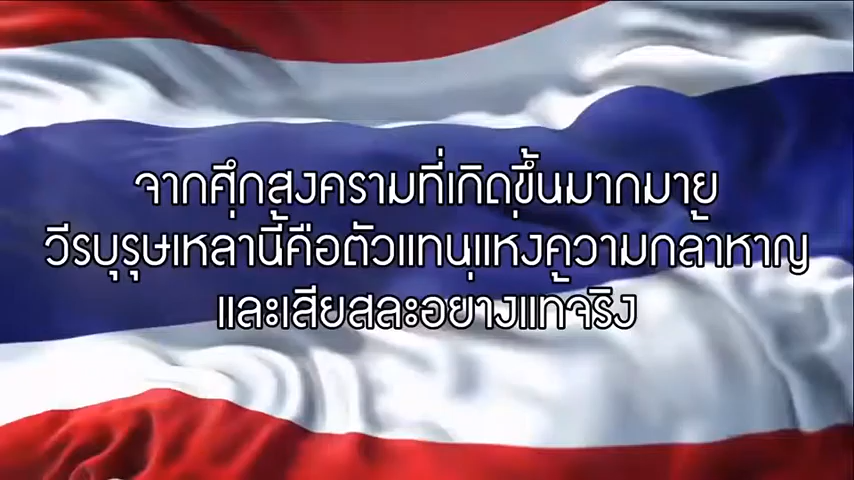 จากศึกสงครามที่เกิดขึ้นมากมาย
วีรบุรุษเหล่านี้คือตัวแทนแห่งความกล้าหาญ
และเสียสละอย่างแท้จริง